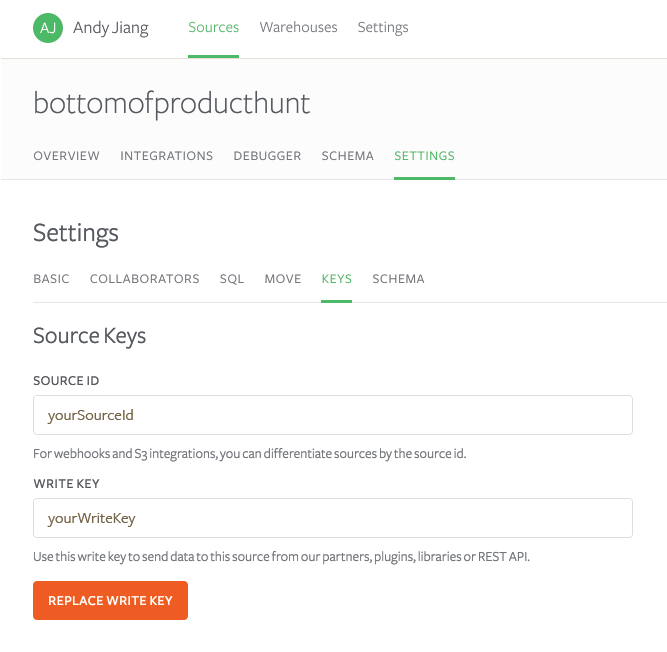 AJ Andy Jiang Sources Warehouses Settings
bottomofproducthunt
OVERVIEW INTEGRATIONS DEBUGGER SCHEMA SETTINGS
Settings
BASIC COLLABORATORS SQL MOVE KEYS SCHEMA
Source Keys
SOURCE ID
yourSourceId
For webhooks and S3 integrations, you can differentiate sources by the source id.
WRITE KEY
yourWriteKey
Use this write key to send data to this source from our partners, plugins, libraries or REST API.
REPLACE WRITE KEY